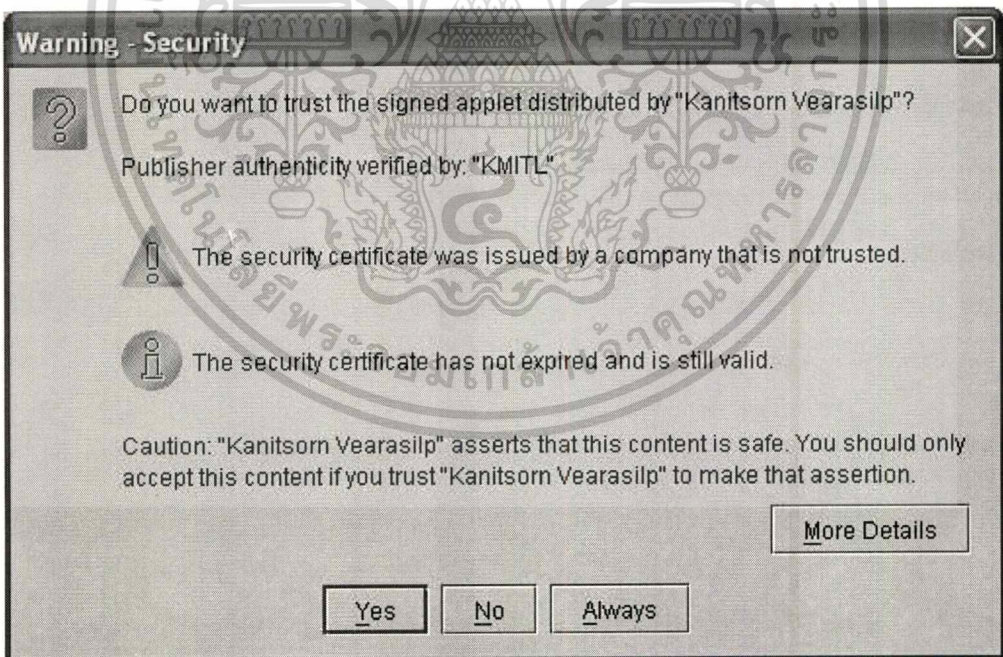 Warning - Security
Do you want to trust the signed applet distributed by "Kanitsorn Vearasilp"?
Publisher authenticity verified by: "KMITL"
The security certificate was issued by a company that is not trusted.
The security certificate has not expired and is still valid.
Caution: "Kanitsorn Vearasilp" asserts that this content is safe. You should only
accept this content if you trust "Kanitsorn Vearasilp" to make that assertion.
More Details
Yes
No
Always